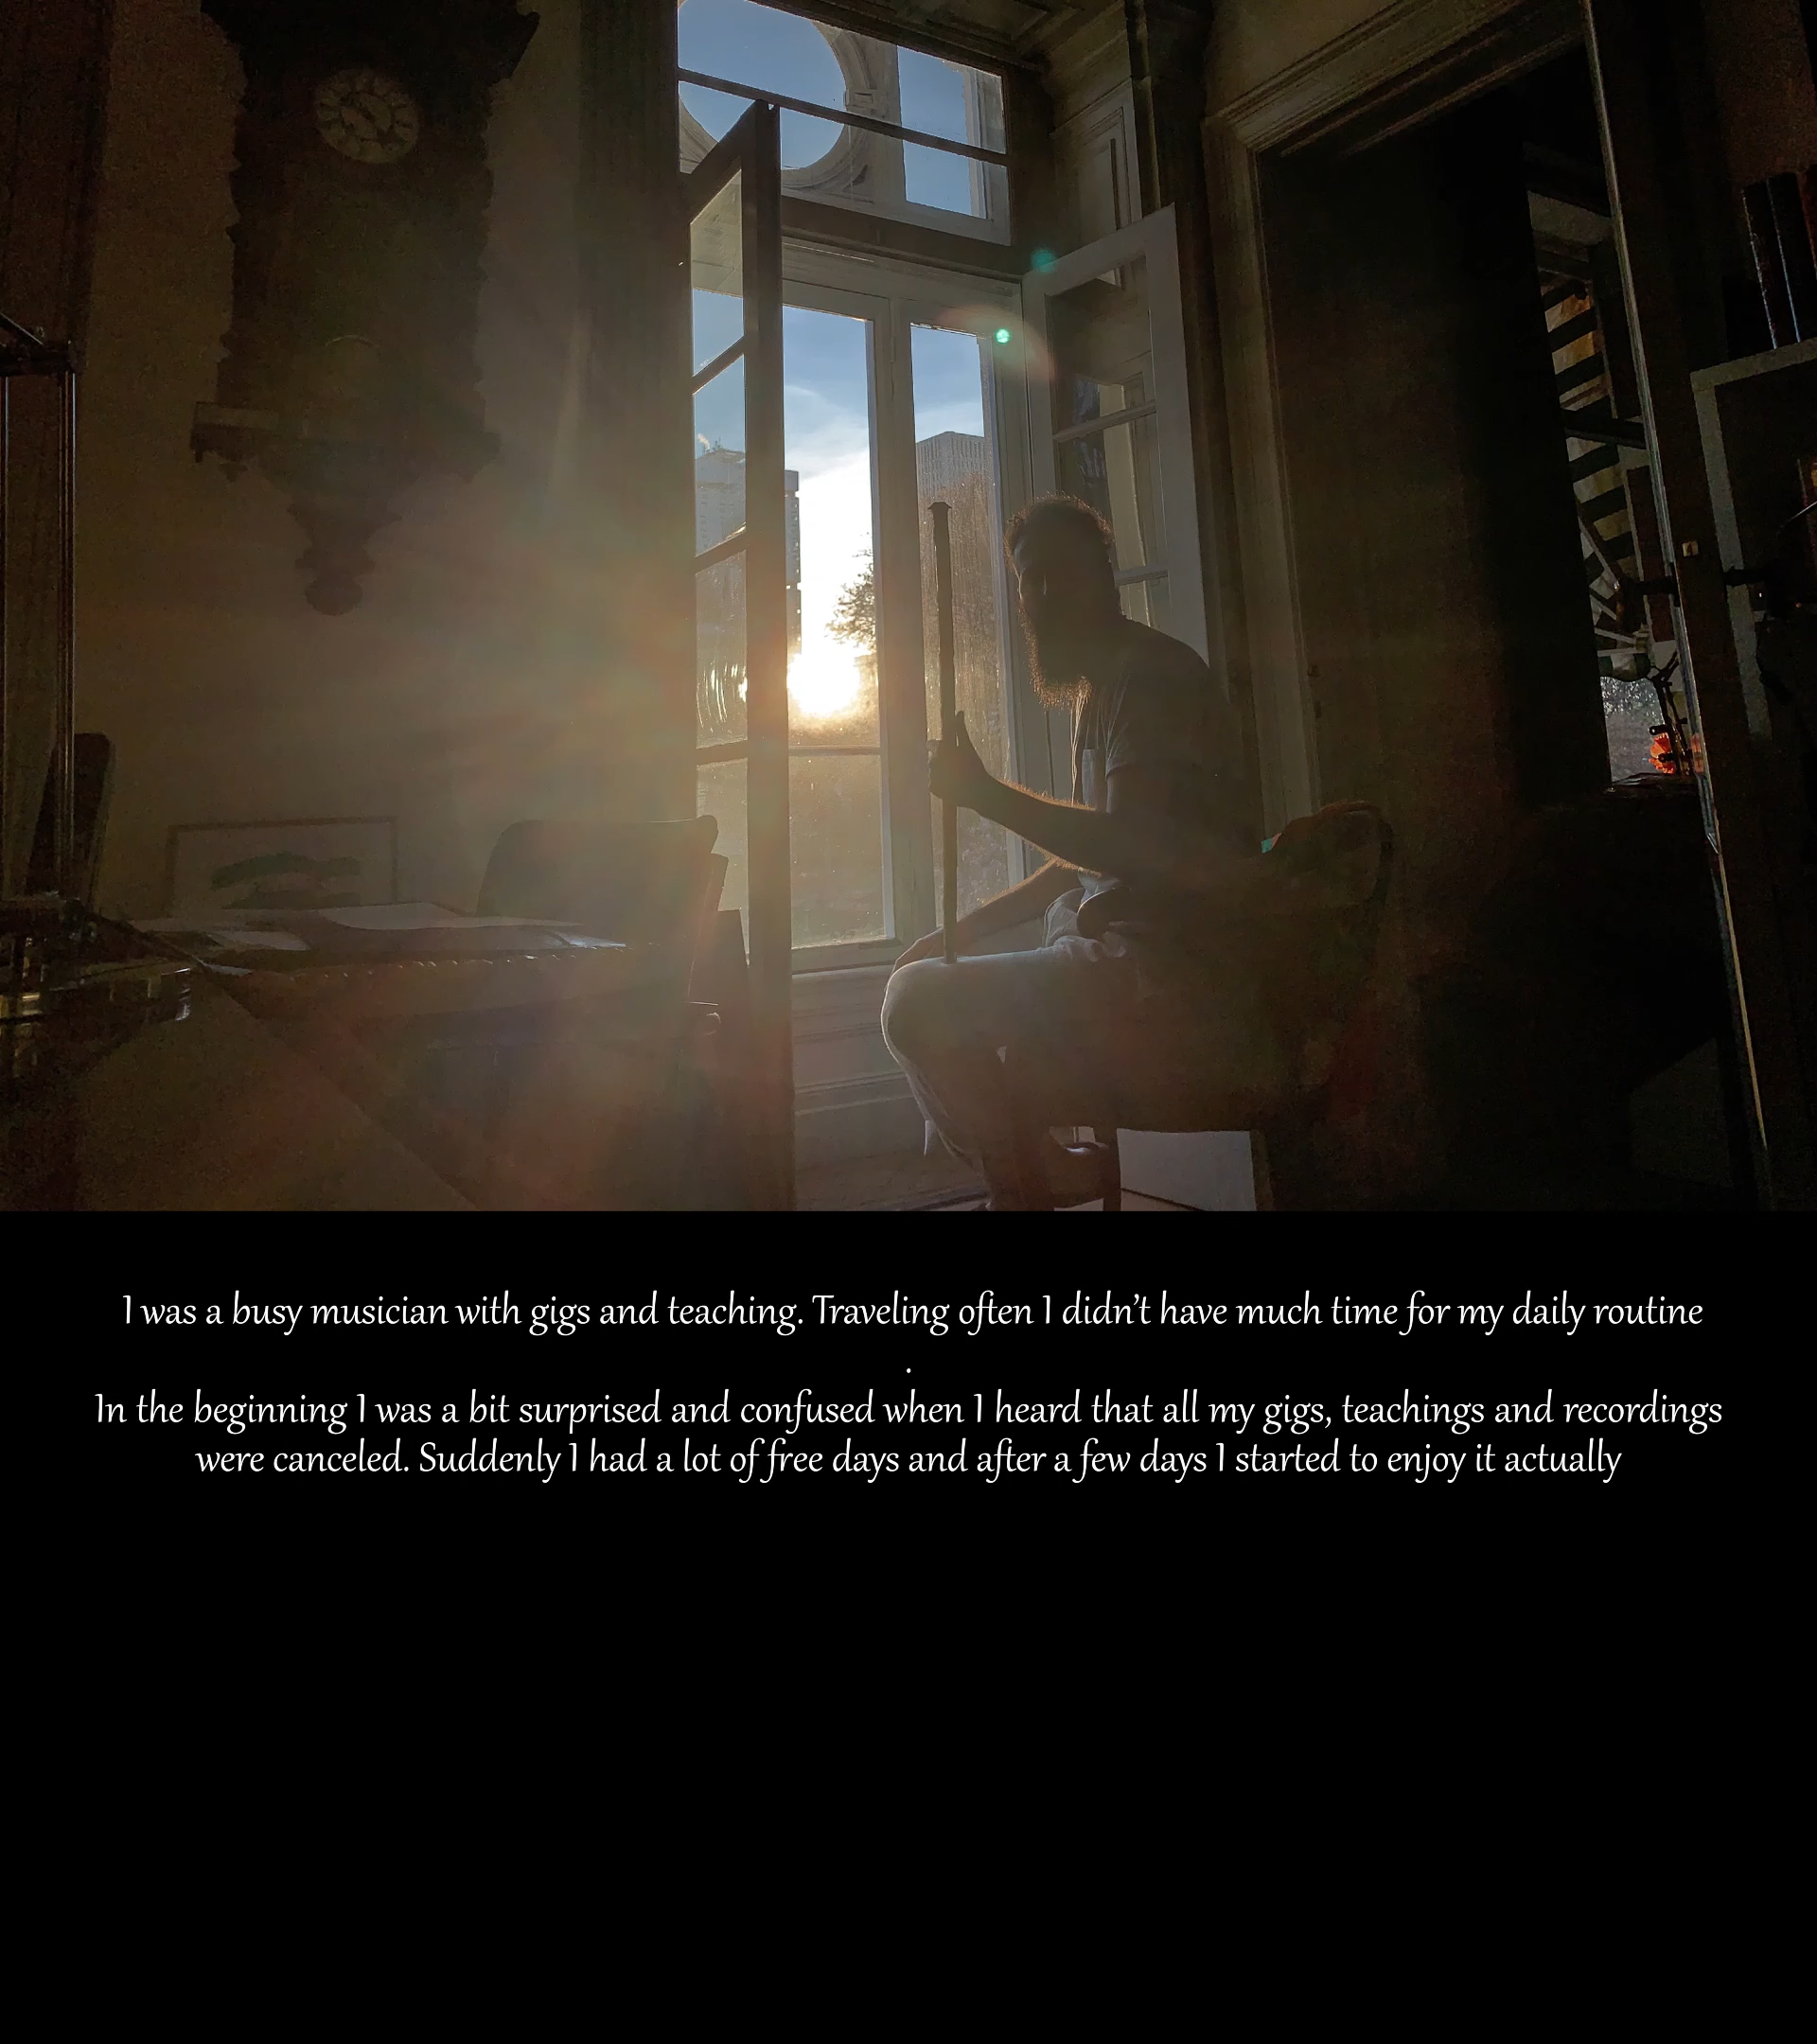 I was a busy musician with gigs and teaching. Traveling often I didn’t have much time for my daily routine
.
In the beginning I was a bit surprised and confused when I heard that all my gigs, teachings and recordings
were canceled. Suddenly I had a lot of free days and after a few days I started to enjoy it actually